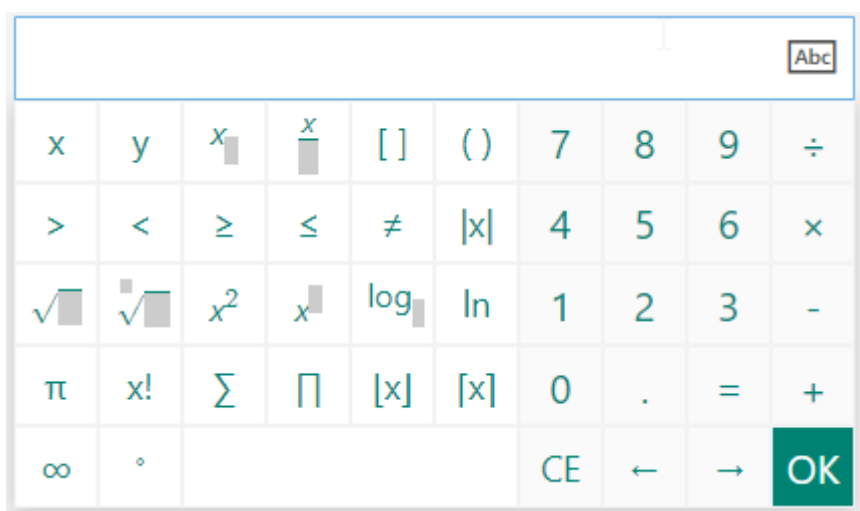 Abc
x y x x [ ] ( ) 7 8 9 ÷
> < ≥ ≤ ≠ |x| 4 5 6 ×
√ √ x² x log ln 1 2 3 -
π x! ∑ ∏ ⌊x⌋ ⌈x⌉ 0 . = +
∞ ° CE ← → OK